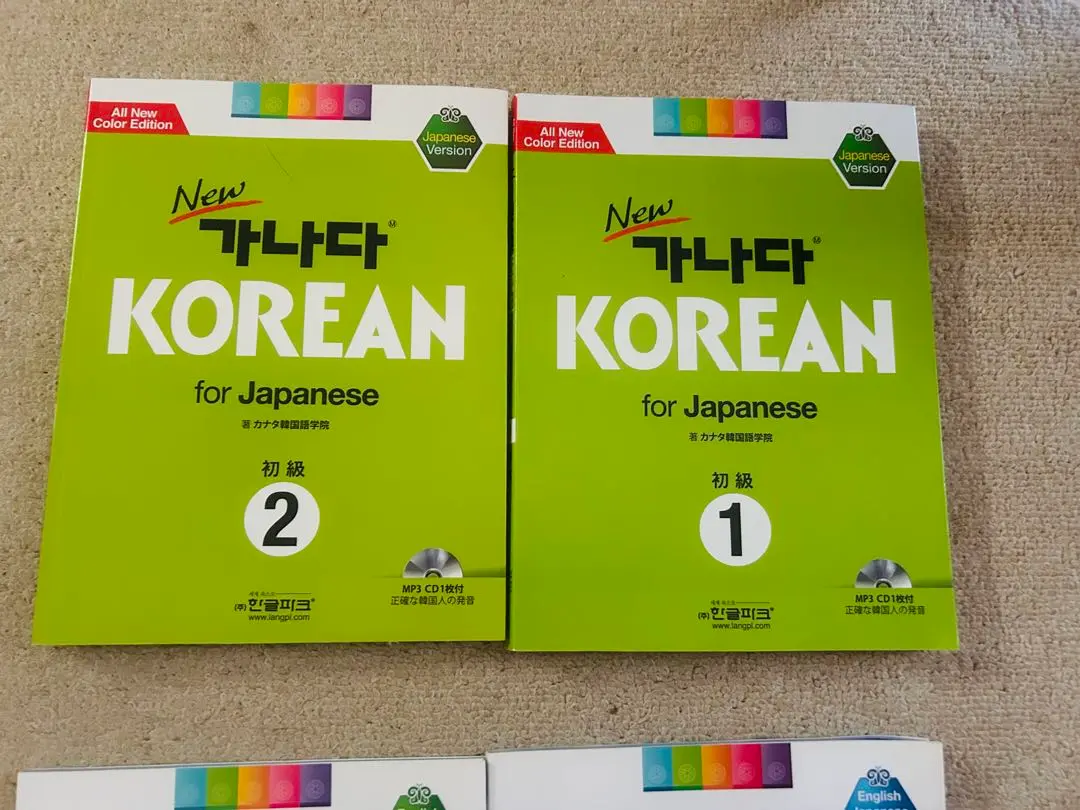 All New
Color Edition
Japanese
Version
New
가나다
KOREAN
for Japanese
著 カナタ韓国語学院
初級
2
MP3 CD1枚付
正確な韓国人の発音
(주)한글파크
www.langpl.com
All New
Color Edition
Japanese
Version
New
가나다
KOREAN
for Japanese
著 カナタ韓国語学院
初級
1
MP3 CD1枚付
正確な韓国人の発音
(주)한글파크
www.langpl.com
English